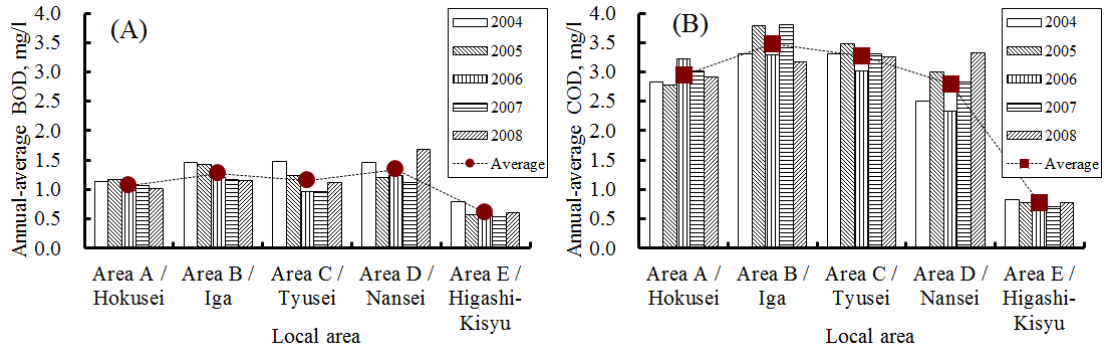 (A)
Annual-average BOD, mg/l
4.0
3.5
3.0
2.5
2.0
1.5
1.0
0.5
0.0
2004
2005
2006
2007
2008
Average
Area A /
Hokusei
Area B /
Iga
Area C /
Tyusei
Area D /
Nansei
Area E /
Higashi-
Kisyu
Local area
(B)
Annual-average COD, mg/l
4.0
3.5
3.0
2.5
2.0
1.5
1.0
0.5
0.0
2004
2005
2006
2007
2008
Average
Area A /
Hokusei
Area B /
Iga
Area C /
Tyusei
Area D /
Nansei
Area E /
Higashi-
Kisyu
Local area